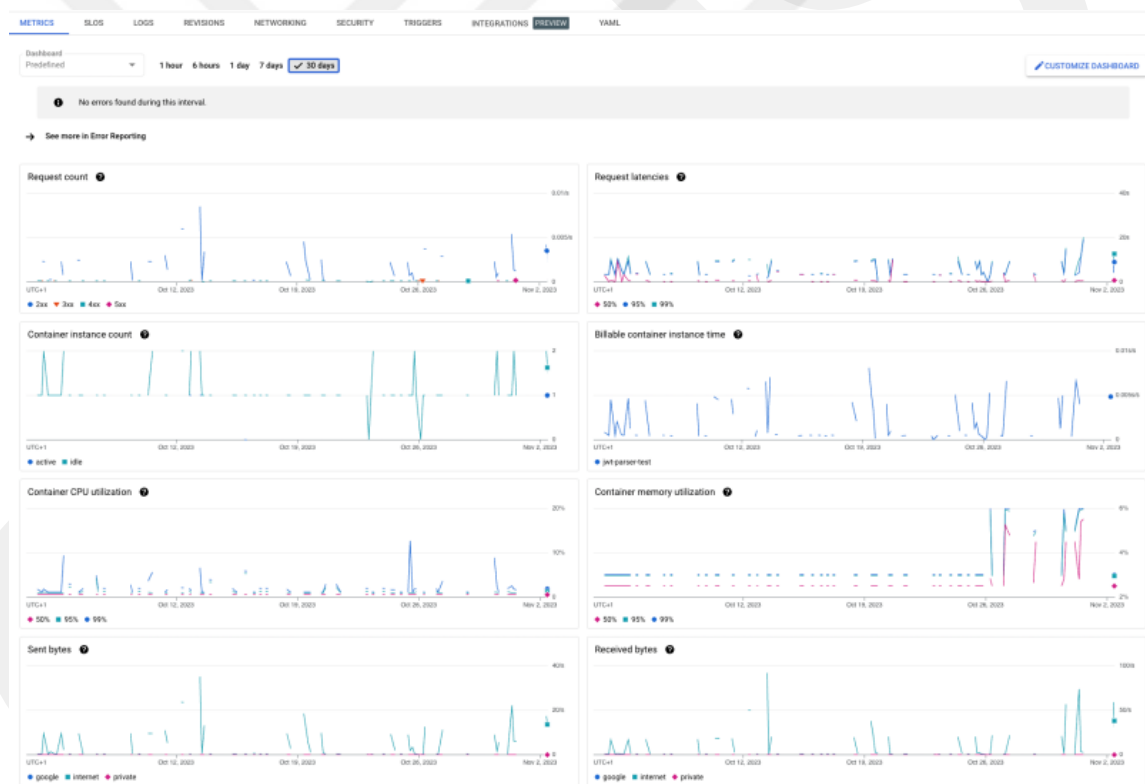 METRICS SLOS LOGS REVISIONS NETWORKING SECURITY TRIGGERS INTEGRATIONS PREVIEW YAML
Dashboard
Predefined
1 hour 6 hours 1 day 7 days 30 days
CUSTOMIZE DASHBOARD
No errors found during this interval.
See more in Error Reporting
Request count
0.01/s
0.005/s
0
UTC+1 Oct 12, 2023 Oct 19, 2023 Oct 26, 2023 Nov 2, 2023
2xx 3xx 4xx 5xx
Request latencies
40s
20s
0
UTC+1 Oct 12, 2023 Oct 19, 2023 Oct 26, 2023 Nov 2, 2023
50% 95% 99%
Container instance count
2
1
0
UTC+1 Oct 12, 2023 Oct 19, 2023 Oct 26, 2023 Nov 2, 2023
active idle
Billable container instance time
0.01s/s
0.005s/s
0
UTC+1 Oct 12, 2023 Oct 19, 2023 Oct 26, 2023 Nov 2, 2023
jwt-parser-test
Container CPU utilization
20%
10%
0
UTC+1 Oct 12, 2023 Oct 19, 2023 Oct 26, 2023 Nov 2, 2023
50% 95% 99%
Container memory utilization
6%
4%
2%
UTC+1 Oct 12, 2023 Oct 19, 2023 Oct 26, 2023 Nov 2, 2023
50% 95% 99%
Sent bytes
40/s
20/s
0
UTC+1 Oct 12, 2023 Oct 19, 2023 Oct 26, 2023 Nov 2, 2023
google internet private
Received bytes
100/s
50/s
0
UTC+1 Oct 12, 2023 Oct 19, 2023 Oct 26, 2023 Nov 2, 2023
google internet private